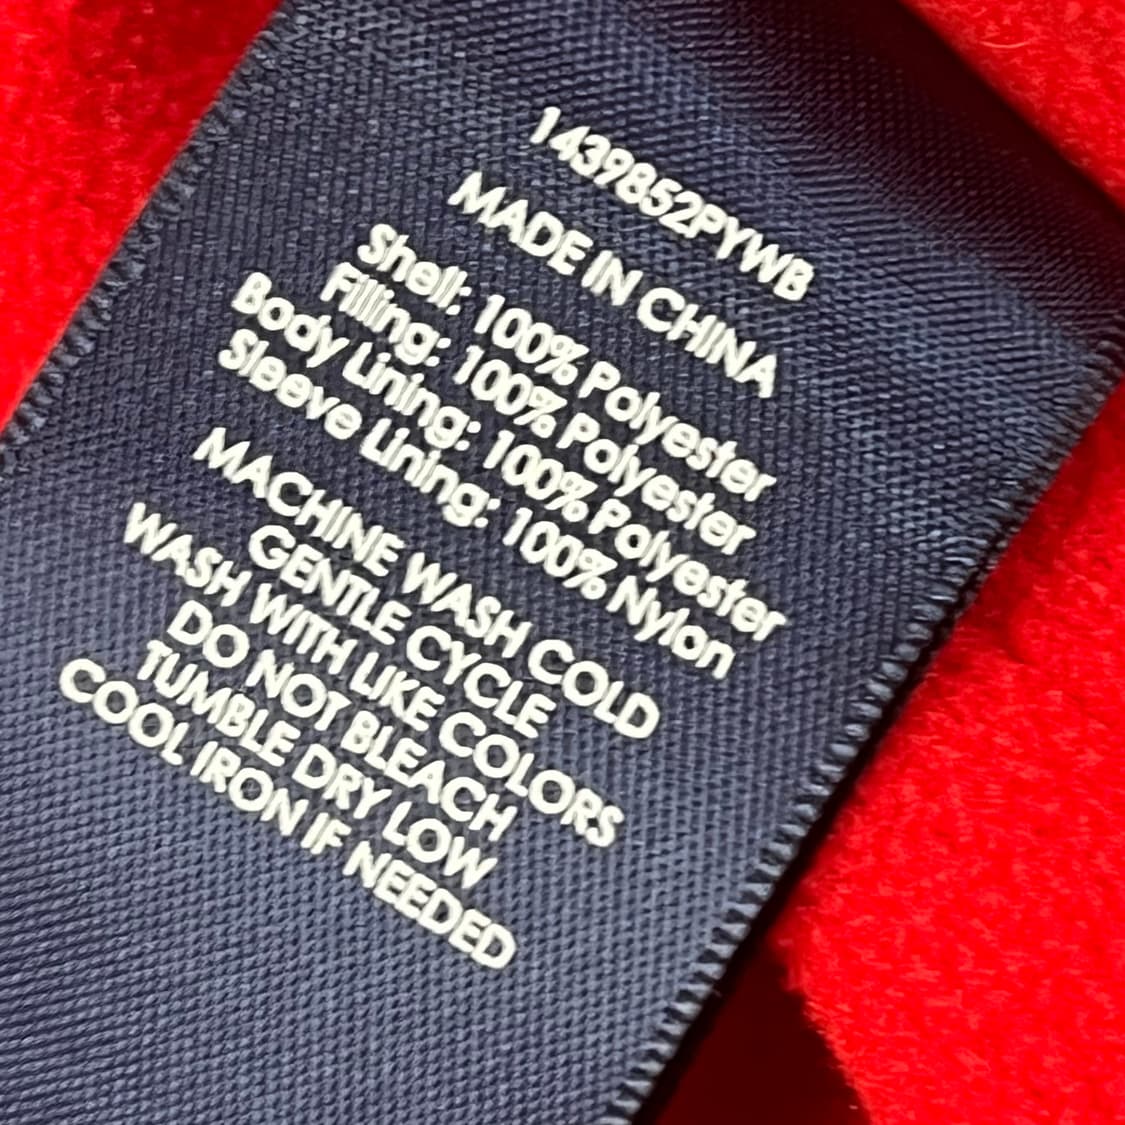 1439852PYWB
MADE IN CHINA
Shell: 100% Polyester
Filling: 100% Polyester
Body Lining: 100% Polyester
Sleeve Lining: 100% Nylon
MACHINE WASH COLD
GENTLE CYCLE
WASH WITH LIKE COLORS
DO NOT BLEACH
TUMBLE DRY LOW
COOL IRON IF NEEDED